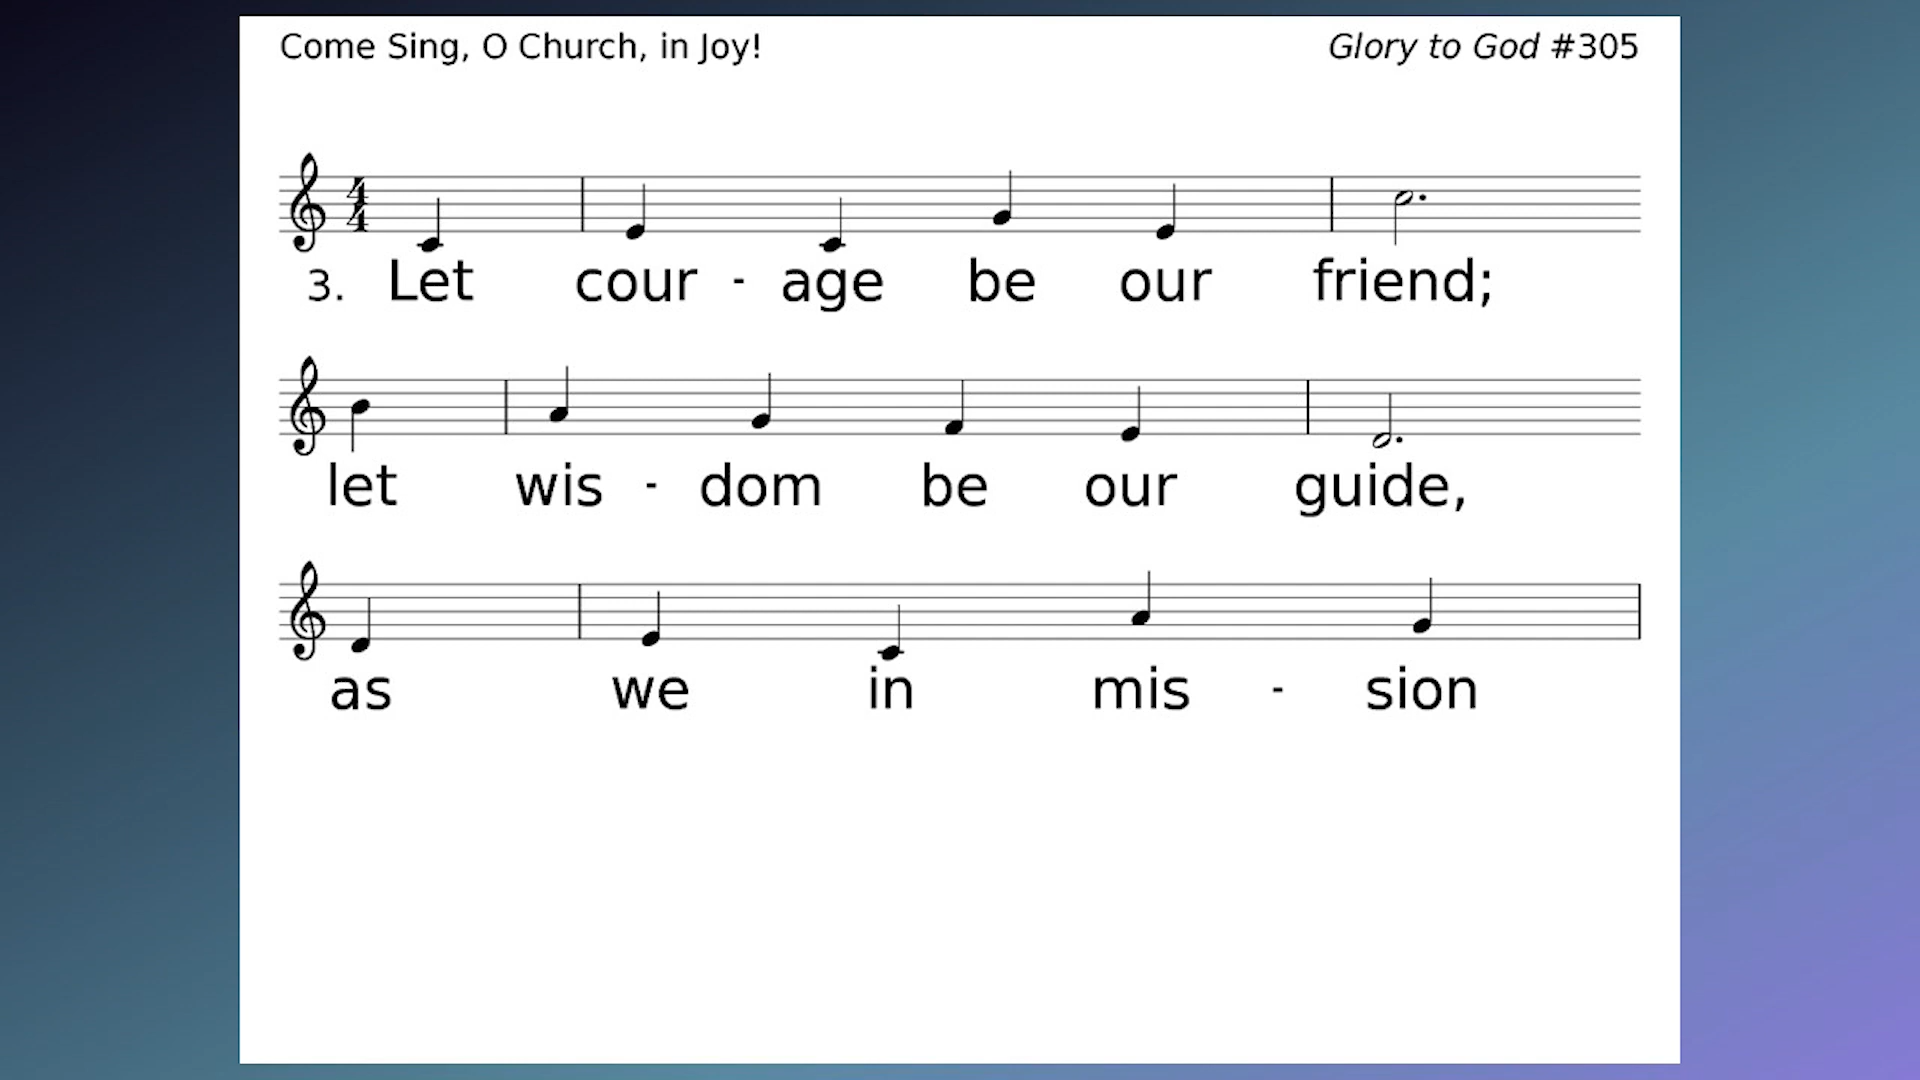 Come Sing, O Church, in Joy! Glory to God #305
3. Let cour - age be our friend;
let wis - dom be our guide,
as we in mis - sion